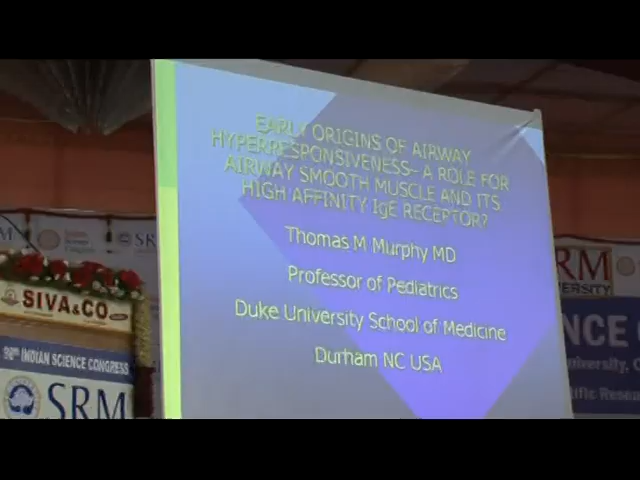 EARLY ORIGINS OF AIRWAY
HYPERRESPONSIVENESS- A ROLE FOR
AIRWAY SMOOTH MUSCLE AND ITS
HIGH AFFINITY IgE RECEPTOR?
Thomas M Murphy MD
Professor of Pediatrics
Duke University School of Medicine
Durham NC USA
SR
SIVA&CO
98th INDIAN SCIENCE CONGRESS
SRM
RM
ERSITY
NCE